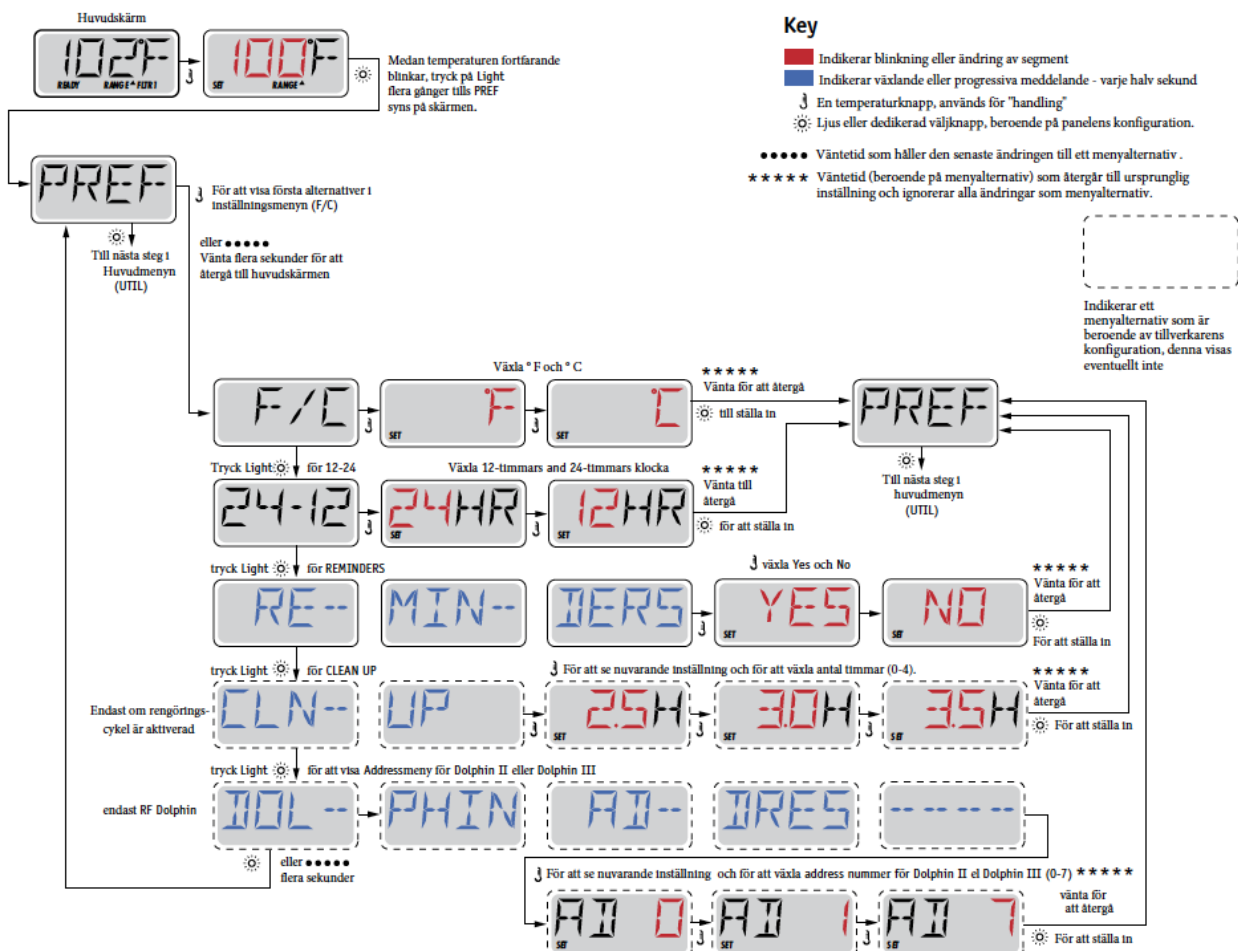 Huvudskärm
102°F
READY RANGE FLTR1
100°F
SET RANGE
Medan temperaturen fortfarande
blinkar, tryck på Light
flera gånger tills PREF
syns på skärmen.
Key
Indikerar blinkning eller ändring av segment
Indikerar växlande eller progressiva meddelande - varje halv sekund
En temperaturknapp, används för "handling"
Ljus eller dedikerad väljknapp, beroende på panelens konfiguration.
••••• Väntetid som håller den senaste ändringen till ett menyalternativ .
***** Väntetid (beroende på menyalternativ) som återgår till ursprunglig
inställning och ignorerar alla ändringar som menyalternativ.
Indikerar ett
menyalternativ som är
beroende av tillverkarens
konfiguration, denna visas
eventuellt inte
PREF
För att visa första alternativer i
inställningsmenyn (F/C)
Till nästa steg i
Huvudmenyn
(UTIL)
eller •••••
Vänta flera sekunder för att
återgå till huvudskärmen
Växla ° F och ° C
F/C
°F
SET
°C
SET
*****
Vänta för att återgå
till ställa in
PREF
Till nästa steg i
huvudmenyn
(UTIL)
Tryck Light för 12-24
Växla 12-timmars and 24-timmars klocka
24-12
24HR
SET
12HR
SET
*****
Vänta till
återgå
för att ställa in
tryck Light för REMINDERS
växla Yes och No
RE--
MIN--
DERS
YES
SET
NO
SET
*****
Vänta för att
återgå
För att ställa in
tryck Light för CLEAN UP
För att se nuvarande inställning och för att växla antal timmar (0-4).
Endast om rengörings-
cykel är aktiverad
CLN--
UP
2.5H
SET
3.0H
SET
3.5H
SET
*****
Vänta för att
återgå
För att ställa in
tryck Light för att visa Addressmeny för Dolphin II eller Dolphin III
endast RF Dolphin
DOL--
PHIN
AD--
DRES
-----
eller •••••
flera sekunder
För att se nuvarande inställning och för att växla address nummer för Dolphin II el Dolphin III (0-7) *****
AD 0
SET
AD 1
SET
AD 7
SET
vänta för
att återgå
För att ställa in